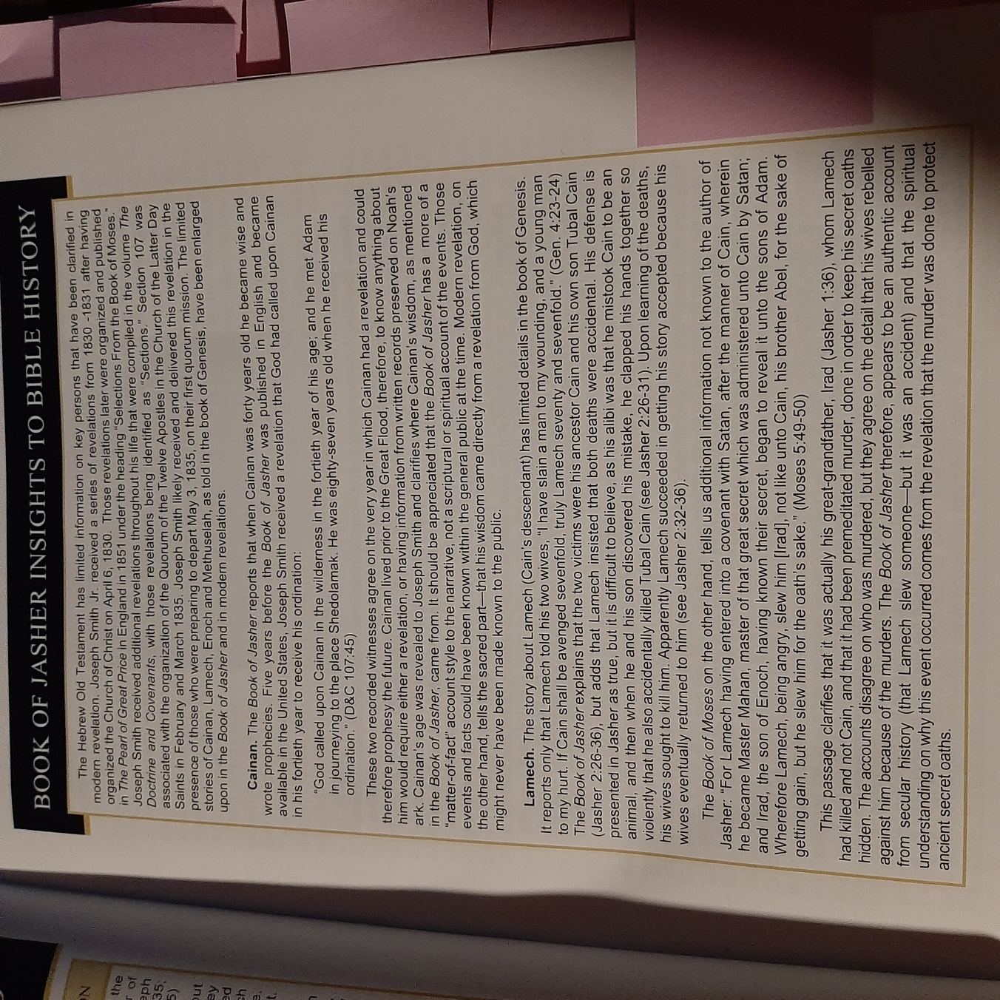 BOOK OF JASHER INSIGHTS TO BIBLE HISTORY
The Hebrew Old Testament has limited information on key persons that have been clarified in
modern revelation. Joseph Smith Jr. received a series of revelations from 1830 -1831 after having
organized the Church of Christ on April 6, 1830. Those revelations later were organized and published
in The Pearl of Great Price in England in 1851 under the heading “Selections From the Book of Moses.”
Joseph Smith received additional revelations throughout his life that were compiled in the volume The
Doctrine and Covenants, with those revelations being identified as “Sections.” Section 107 was
associated with the organization of the Quorum of the Twelve Apostles in the Church of the Latter Day
Saints in February and March 1835. Joseph Smith likely received and delivered this revelation in the
presence of those who were preparing to depart May 3, 1835, on their first quorum mission. The limited
stories of Cainan, Lamech, Enoch and Methuselah, as told in the book of Genesis, have been enlarged
upon in the Book of Jasher and in modern revelations.
Cainan. The Book of Jasher reports that when Cainan was forty years old he became wise and
wrote prophecies. Five years before the Book of Jasher was published in English and became
available in the United States, Joseph Smith received a revelation that God had called upon Cainan
in his fortieth year to receive his ordination:
“God called upon Cainan in the wilderness in the fortieth year of his age; and he met Adam
in journeying to the place Shedolamak. He was eighty-seven years old when he received his
ordination.” (D&C 107:45)
These two recorded witnesses agree on the very year in which Cainan had a revelation and could
therefore prophesy the future. Cainan lived prior to the Great Flood, therefore, to know anything about
him would require either a revelation, or having information from written records preserved on Noah's
ark. Cainan's age was revealed to Joseph Smith and clarifies where Cainan's wisdom, as mentioned
in the Book of Jasher, came from. It should be appreciated that the Book of Jasher has a more of a
“matter-of-fact” account style to the narrative, not a scriptural or spiritual account of the events. Those
events and facts could have been known within the general public at the time. Modern revelation, on
the other hand, tells the sacred part—that his wisdom came directly from a revelation from God, which
might never have been made known to the public.
Lamech. The story about Lamech (Cain's descendant) has limited details in the book of Genesis.
It reports only that Lamech told his two wives, “I have slain a man to my wounding, and a young man
to my hurt. If Cain shall be avenged sevenfold, truly Lamech seventy and sevenfold.” (Gen. 4:23-24)
The Book of Jasher explains that the two victims were his ancestor Cain and his own son Tubal Cain
(Jasher 2:26-36), but adds that Lamech insisted that both deaths were accidental. His defense is
presented in Jasher as true, but it is difficult to believe, as his alibi was that he mistook Cain to be an
animal, and then when he and his son discovered his mistake, he clapped his hands together so
violently that he also accidentally killed Tubal Cain (see Jasher 2:26-31). Upon learning of the deaths,
his wives sought to kill him. Apparently Lamech succeeded in getting his story accepted because his
wives eventually returned to him (see Jasher 2:32-36).
The Book of Moses on the other hand, tells us additional information not known to the author of
Jasher: “For Lamech having entered into a covenant with Satan, after the manner of Cain, wherein
he became Master Mahan, master of that great secret which was administered unto Cain by Satan;
and Irad, the son of Enoch, having known their secret, began to reveal it unto the sons of Adam.
Wherefore Lamech, being angry, slew him [Irad], not like unto Cain, his brother Abel, for the sake of
getting gain, but he slew him for the oath's sake.” (Moses 5:49-50)
This passage clarifies that it was actually his great-grandfather, Irad (Jasher 1:36), whom Lamech
had killed and not Cain, and that it had been premeditated murder, done in order to keep his secret oaths
hidden. The accounts disagree on who was murdered, but they agree on the detail that his wives rebelled
against him because of the murders. The Book of Jasher therefore, appears to be an authentic account
from secular history (that Lamech slew someone—but it was an accident) and that the spiritual
understanding on why this event occurred comes from the revelation that the murder was done to protect
ancient secret oaths.